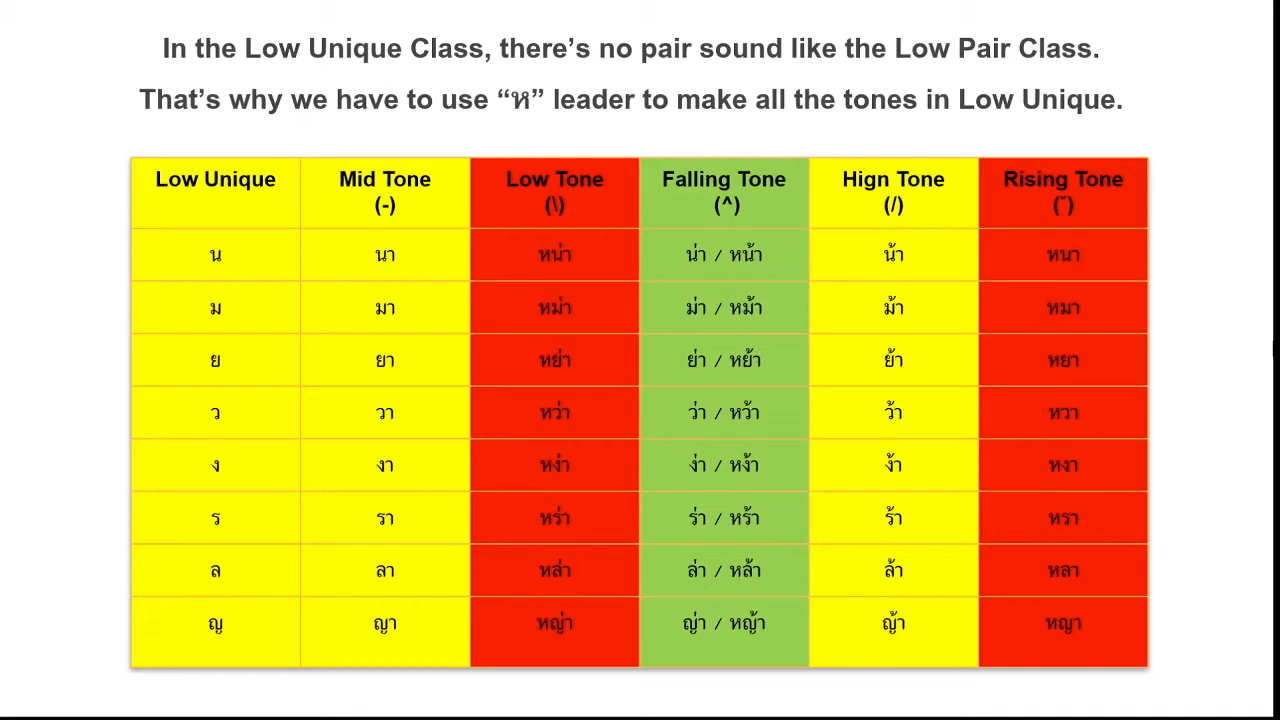 In the Low Unique Class, there’s no pair sound like the Low Pair Class.
That’s why we have to use “ห” leader to make all the tones in Low Unique.
Low Unique Mid Tone Low Tone Falling Tone Hign Tone Rising Tone
(-) (\) (^) (/) (ˇ)
น นา หน่า น่า / หน้า น้า หนา
ม มา หม่า ม่า / หม้า ม้า หมา
ย ยา หย่า ย่า / หย้า ย้า หยา
ว วา หว่า ว่า / หว้า ว้า หวา
ง งา หง่า ง่า / หง้า ง้า หงา
ร รา หร่า ร่า / หร้า ร้า หรา
ล ลา หล่า ล่า / หล้า ล้า หลา
ญ ญา หญ่า ญ่า / หญ้า ญ้า หญา